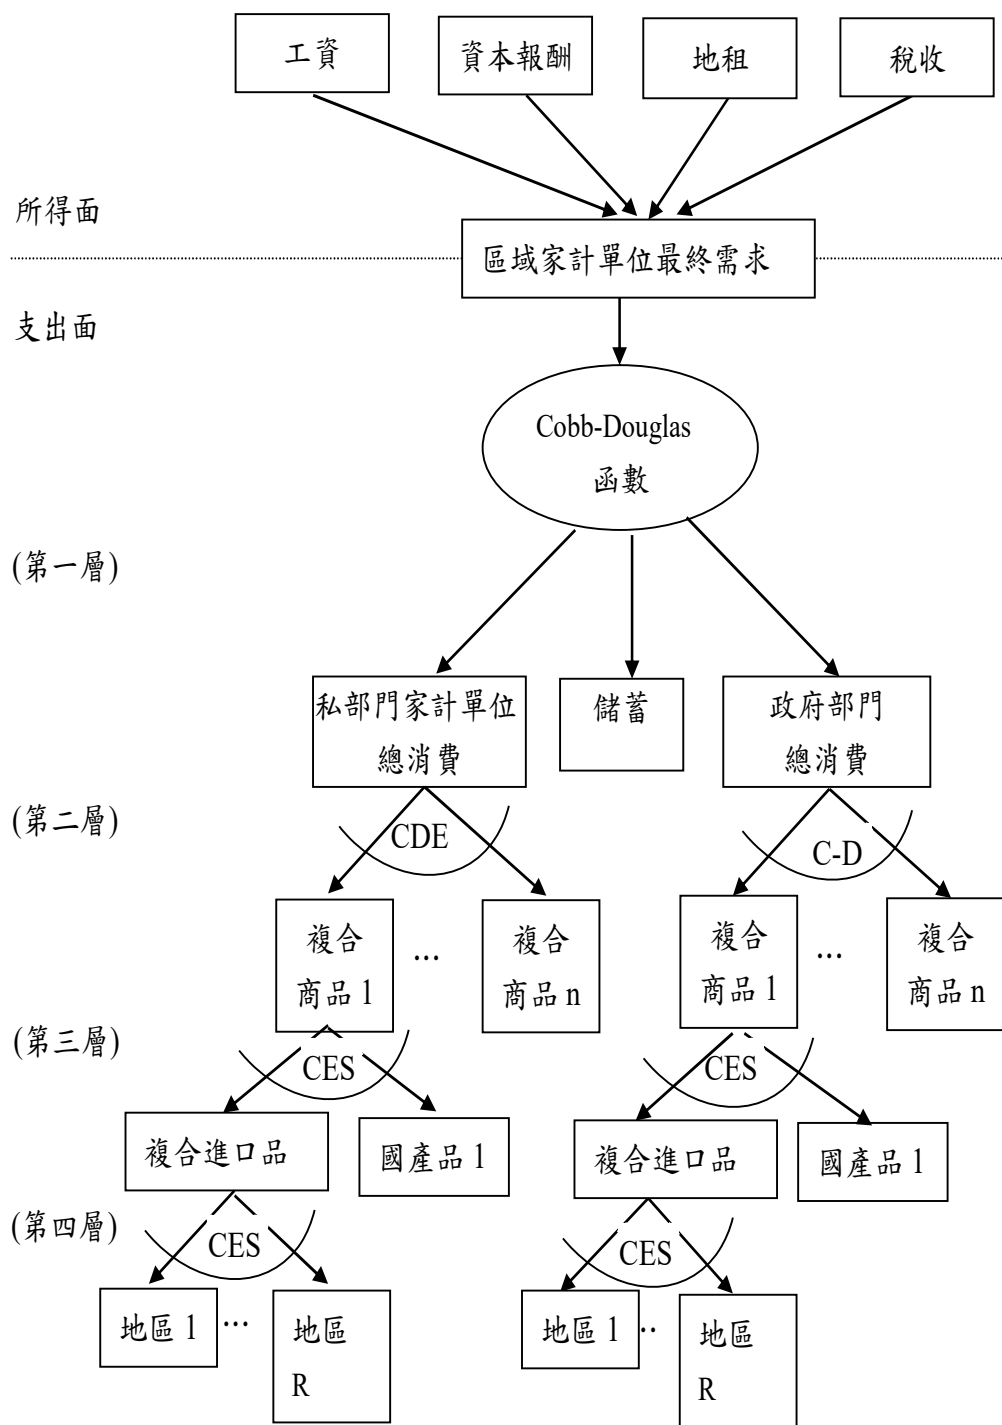 工資
資本報酬
地租
稅收
所得面
區域家計單位最終需求
支出面
Cobb-Douglas
函數
(第一層)
私部門家計單位
總消費
儲蓄
政府部門
總消費
(第二層)
CDE
C-D
複合
商品 1
...
複合
商品 n
複合
商品 1
...
複合
商品 n
(第三層)
CES
CES
複合進口品
國產品 1
複合進口品
國產品 1
(第四層)
CES
CES
地區 1
...
地區
R
地區 1
..
地區
R